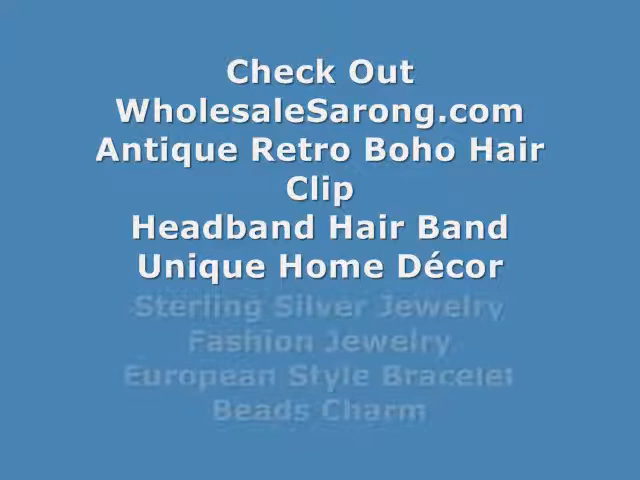 Check Out
WholesaleSarong.com
Antique Retro Boho Hair
Clip
Headband Hair Band
Unique Home Décor
Sterling Silver Jewelry
Fashion Jewelry
European Style Bracelet
Beads Charm